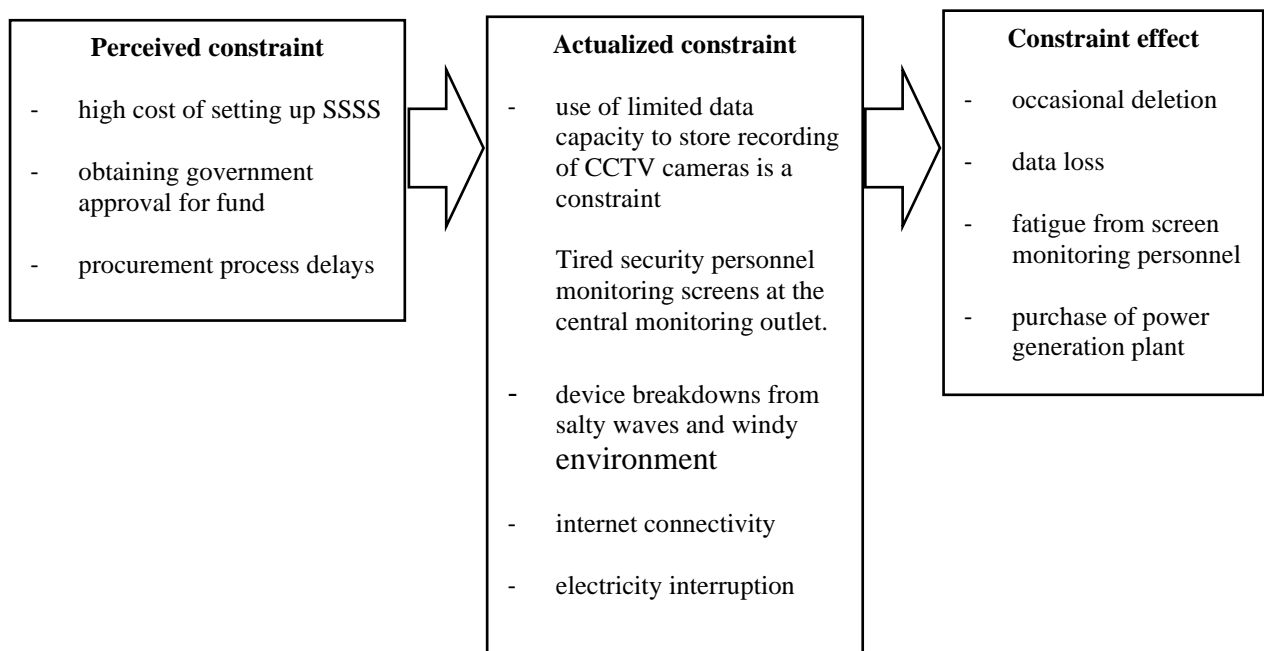 Perceived constraint
- high cost of setting up SSSS
- obtaining government
approval for fund
- procurement process delays
Actualized constraint
- use of limited data
capacity to store recording
of CCTV cameras is a
constraint
Tired security personnel
monitoring screens at the
central monitoring outlet.
- device breakdowns from
salty waves and windy
environment
- internet connectivity
- electricity interruption
Constraint effect
- occasional deletion
- data loss
- fatigue from screen
monitoring personnel
- purchase of power
generation plant